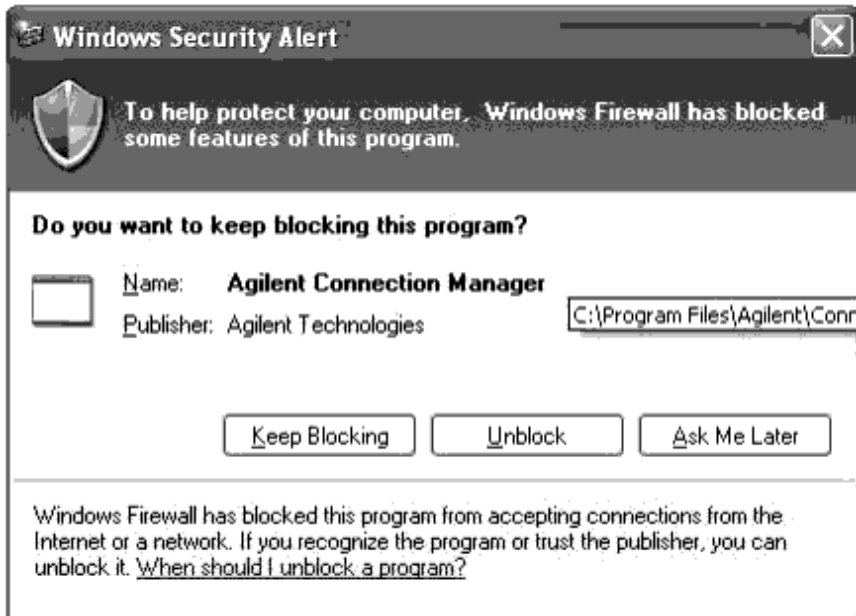 Windows Security Alert
To help protect your computer, Windows Firewall has blocked
some features of this program.
Do you want to keep blocking this program?
Name: Agilent Connection Manager
Publisher: Agilent Technologies
C:\Program Files\Agilent\Conn
Keep Blocking Unblock Ask Me Later
Windows Firewall has blocked this program from accepting connections from the
Internet or a network. If you recognize the program or trust the publisher, you can
unblock it. When should I unblock a program?